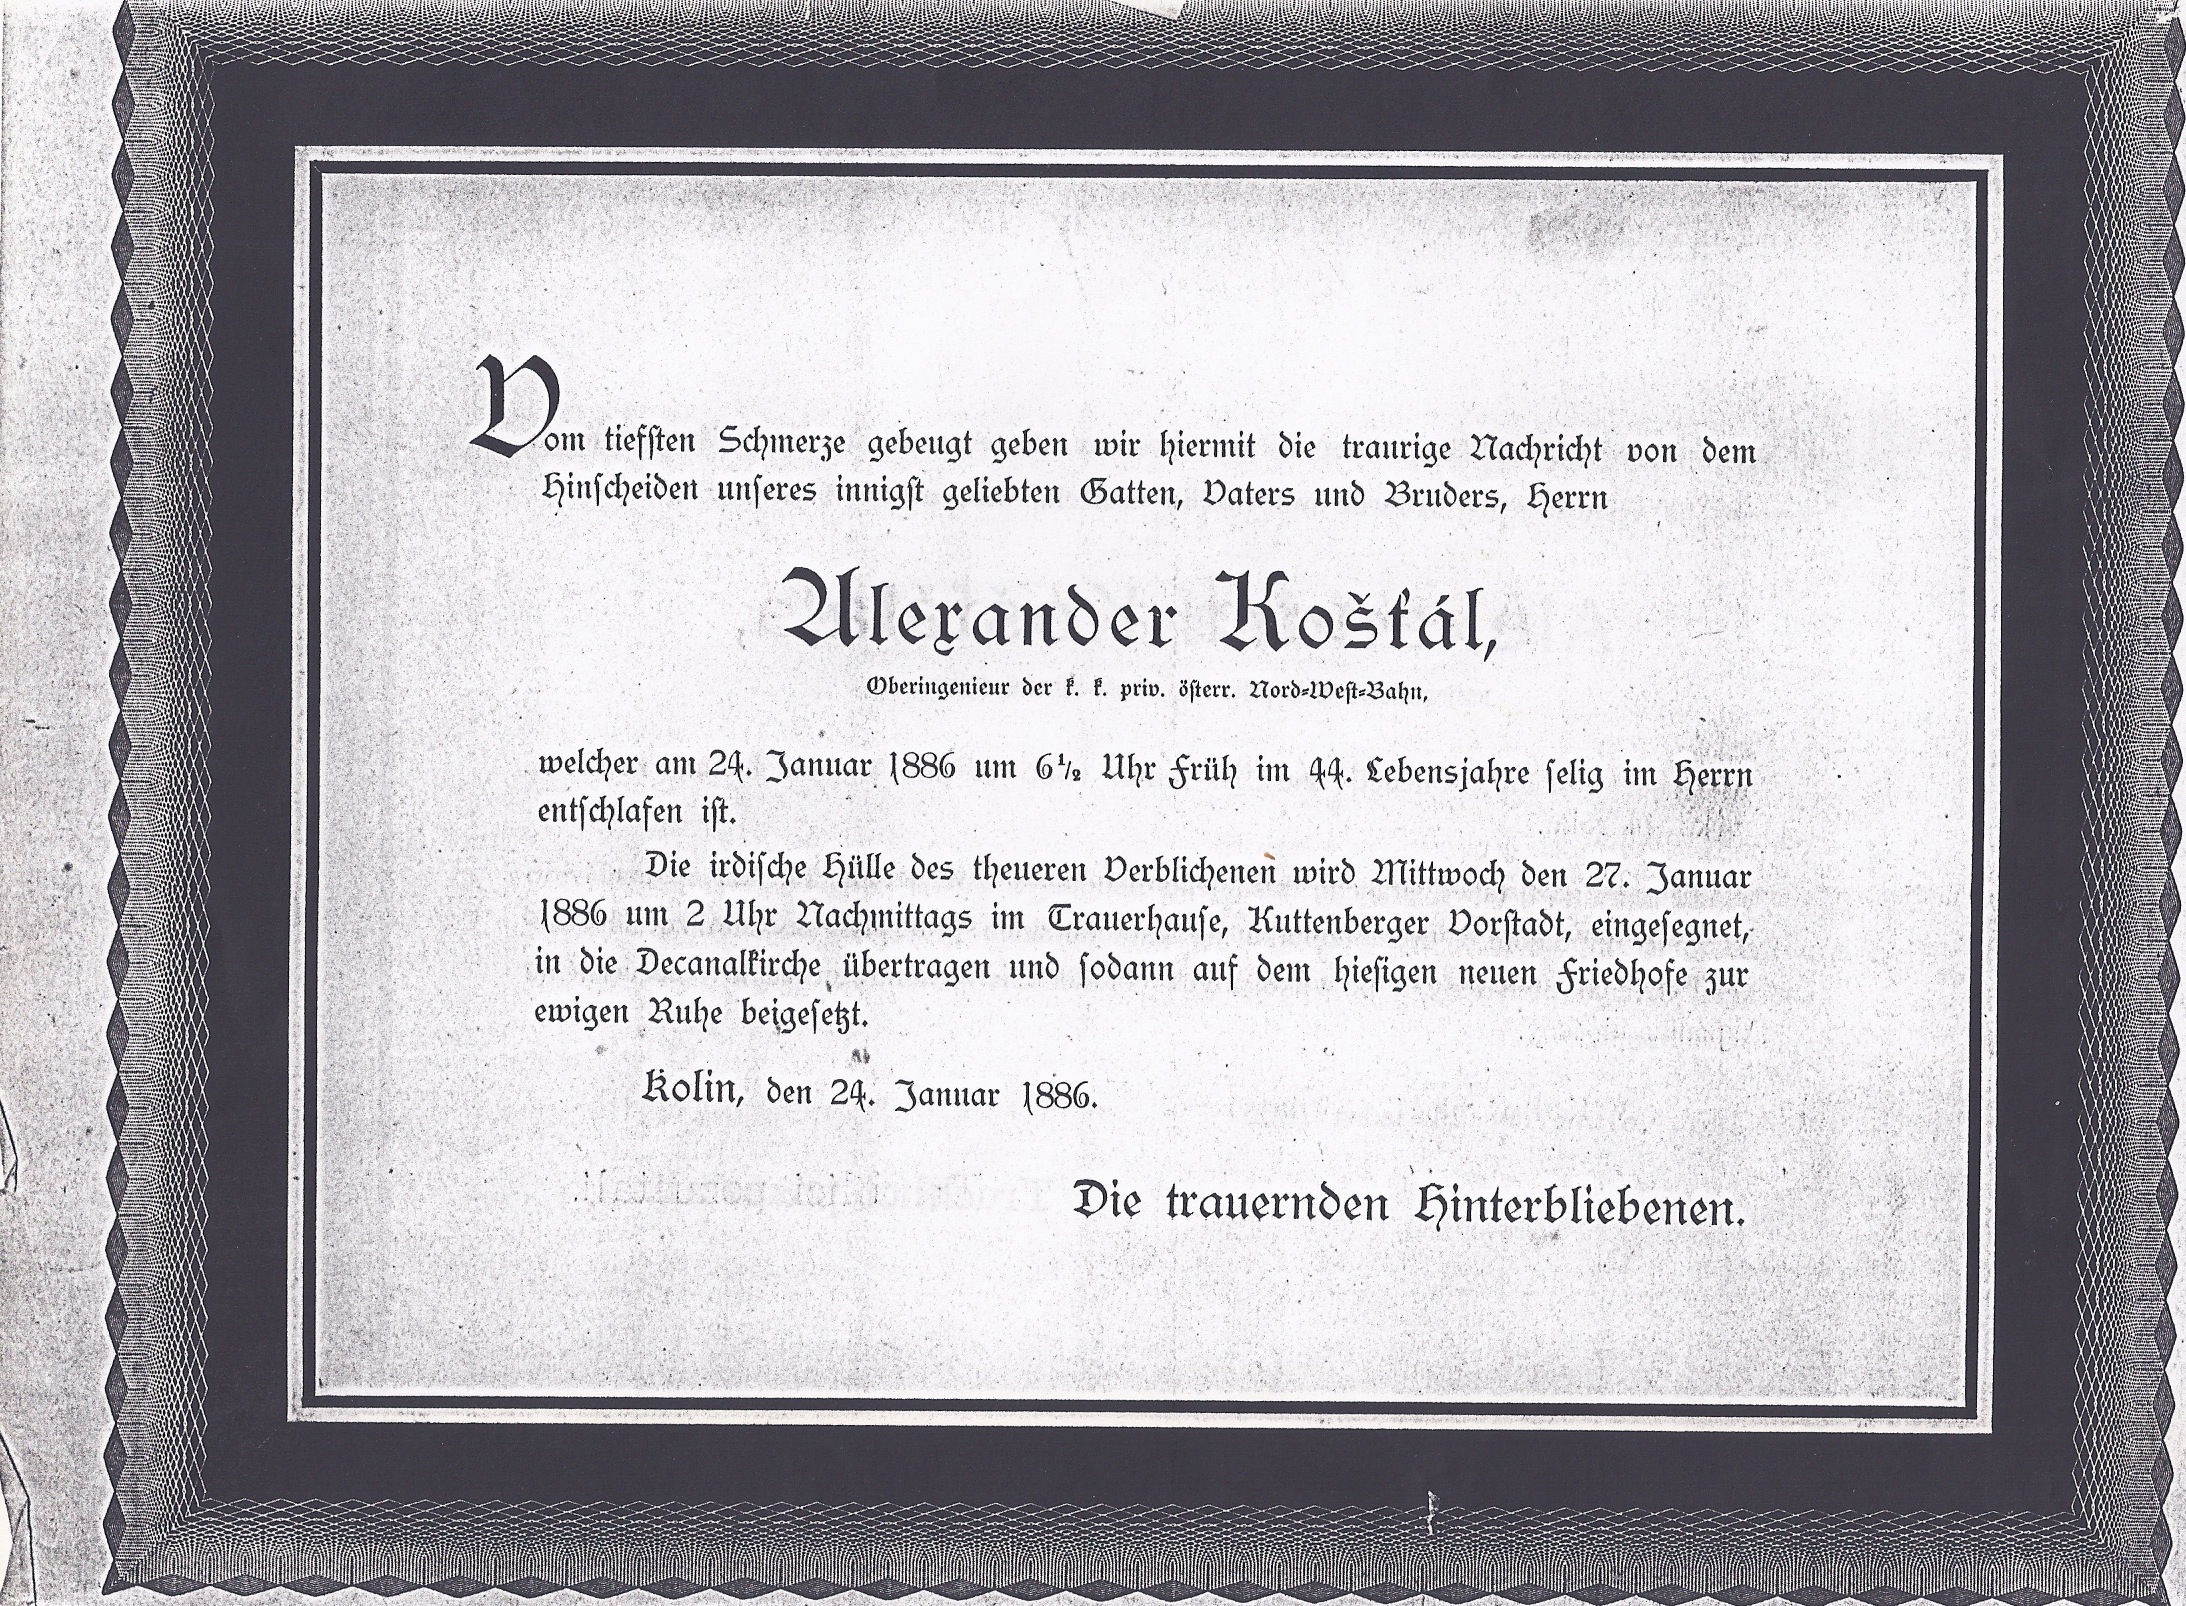 Vom tiefsten Schmerze gebeugt geben wir hiermit die traurige Nachricht von dem
Hinscheiden unseres innigst geliebten Gatten, Vaters und Bruders, Herrn
Alexander Koškál,
Oberingenieur der k. k. priv. österr. Nord-West-Bahn,
welcher am 24. Januar 1886 um 6½ Uhr Früh im 44. Lebensjahre selig im Herrn
entschlafen ist.
Die irdische Hülle des theueren Verblichenen wird Mittwoch den 27. Januar
1886 um 2 Uhr Nachmittags im Trauerhause, Kuttenberger Vorstadt, eingesegnet,
in die Decanalkirche übertragen und sodann auf dem hiesigen neuen Friedhofe zur
ewigen Ruhe beigesetzt.
Kolin, den 24. Januar 1886.
Die trauernden Hinterbliebenen.